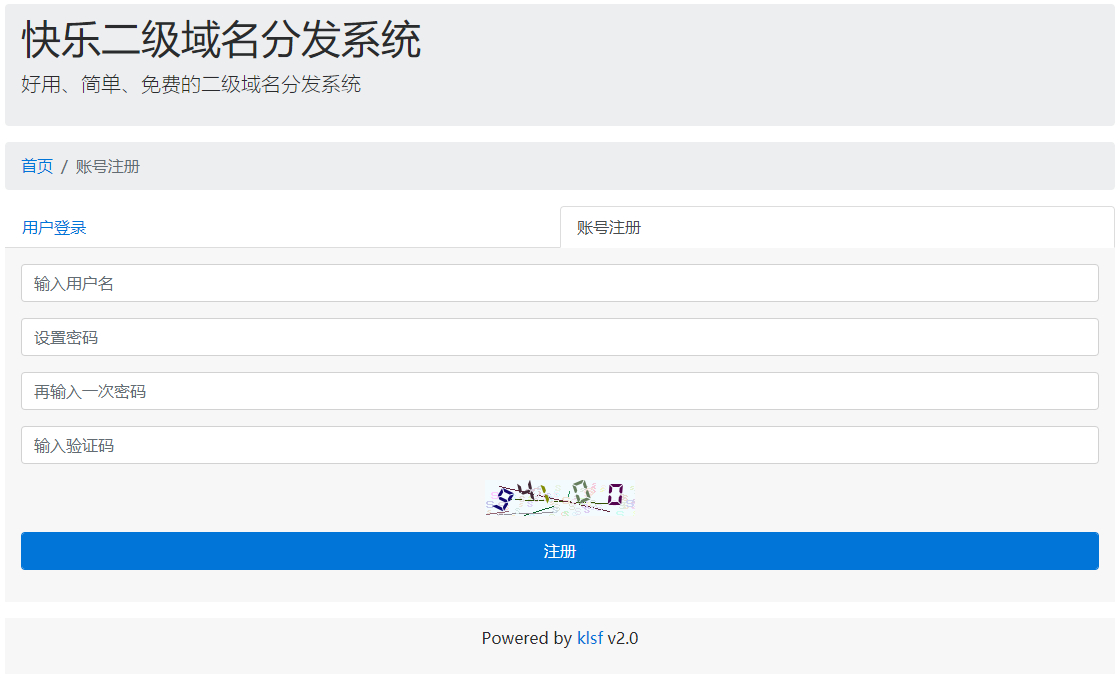 快乐二级域名分发系统
好用、简单、免费的二级域名分发系统
首页 / 账号注册
用户登录
账号注册
输入用户名
设置密码
再输入一次密码
输入验证码
注册
Powered by klsf v2.0